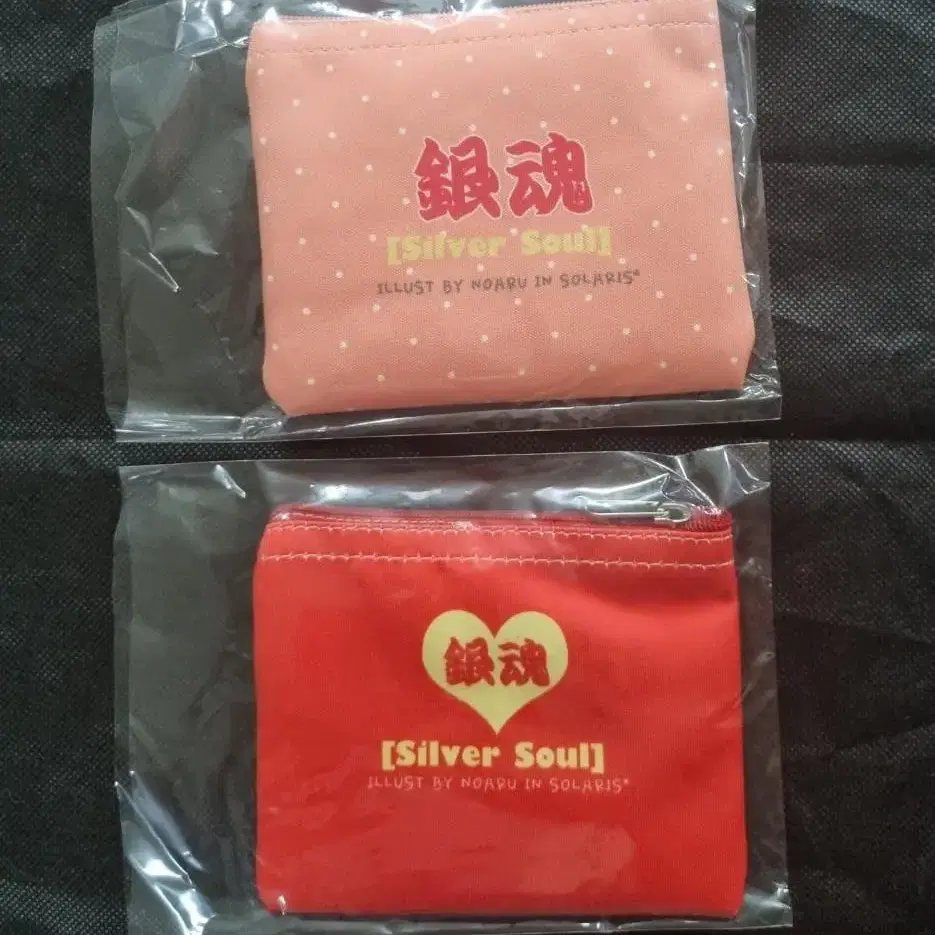 銀魂
[Silver Soul]
ILLUST BY NOARU IN SOLARIS*
銀魂
[Silver Soul]
ILLUST BY NOARU IN SOLARIS*